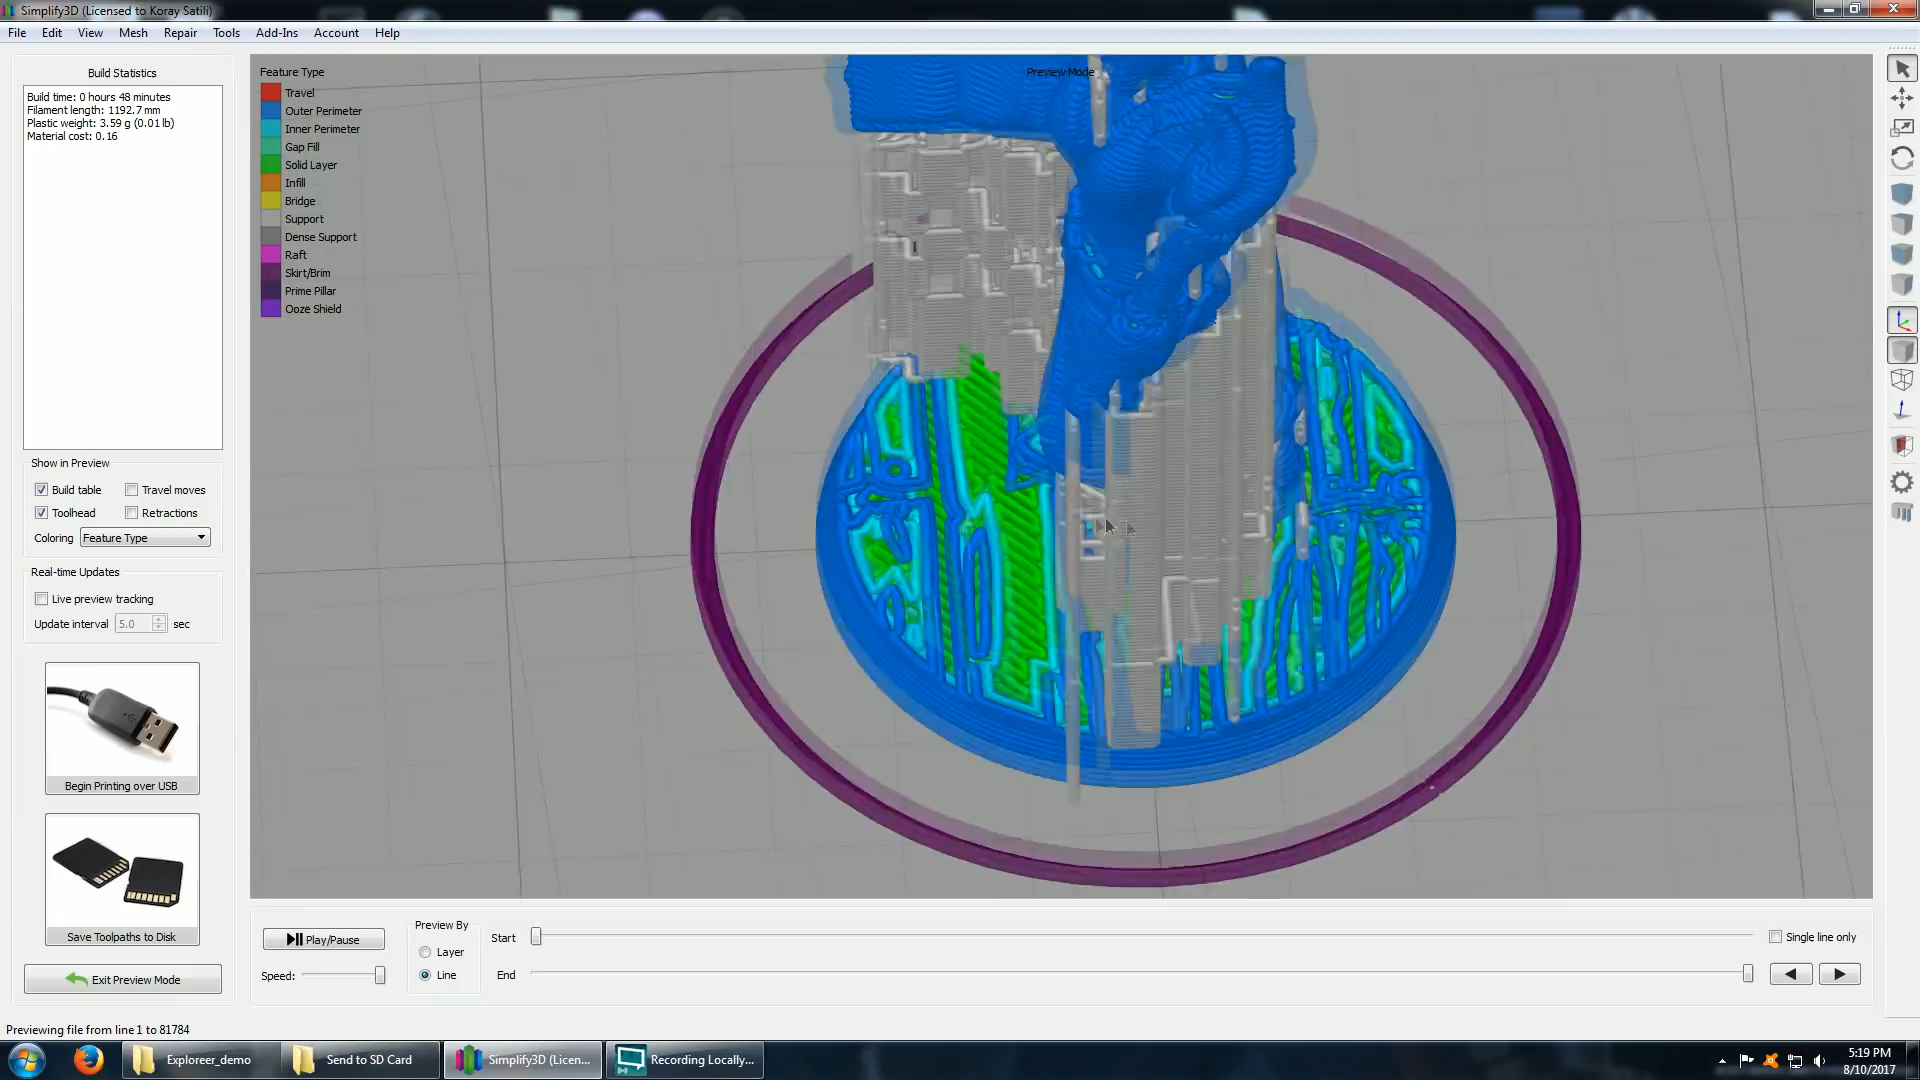 Simplify3D (Licensed to Koray Satili)
File Edit View Mesh Repair Tools Add-Ins Account Help
Build Statistics
Build time: 0 hours 48 minutes
Filament length: 1192.7 mm
Plastic weight: 3.59 g (0.01 lb)
Material cost: 0.16
Show in Preview
Build table Travel moves
Toolhead Retractions
Coloring Feature Type
Real-time Updates
Live preview tracking
Update interval 5.0 sec
Begin Printing over USB
Save Toolpaths to Disk
Exit Preview Mode
Feature Type
Travel
Outer Perimeter
Inner Perimeter
Gap Fill
Solid Layer
Infill
Bridge
Support
Dense Support
Raft
Skirt/Brim
Prime Pillar
Ooze Shield
Preview Mode
Play/Pause
Speed:
Preview By
Layer
Line
Start
End
Single line only
Previewing file from line 1 to 81784
Exploreer_demo
Send to SD Card
Simplify3D (Licen...
Recording Locally...
5:19 PM
8/10/2017